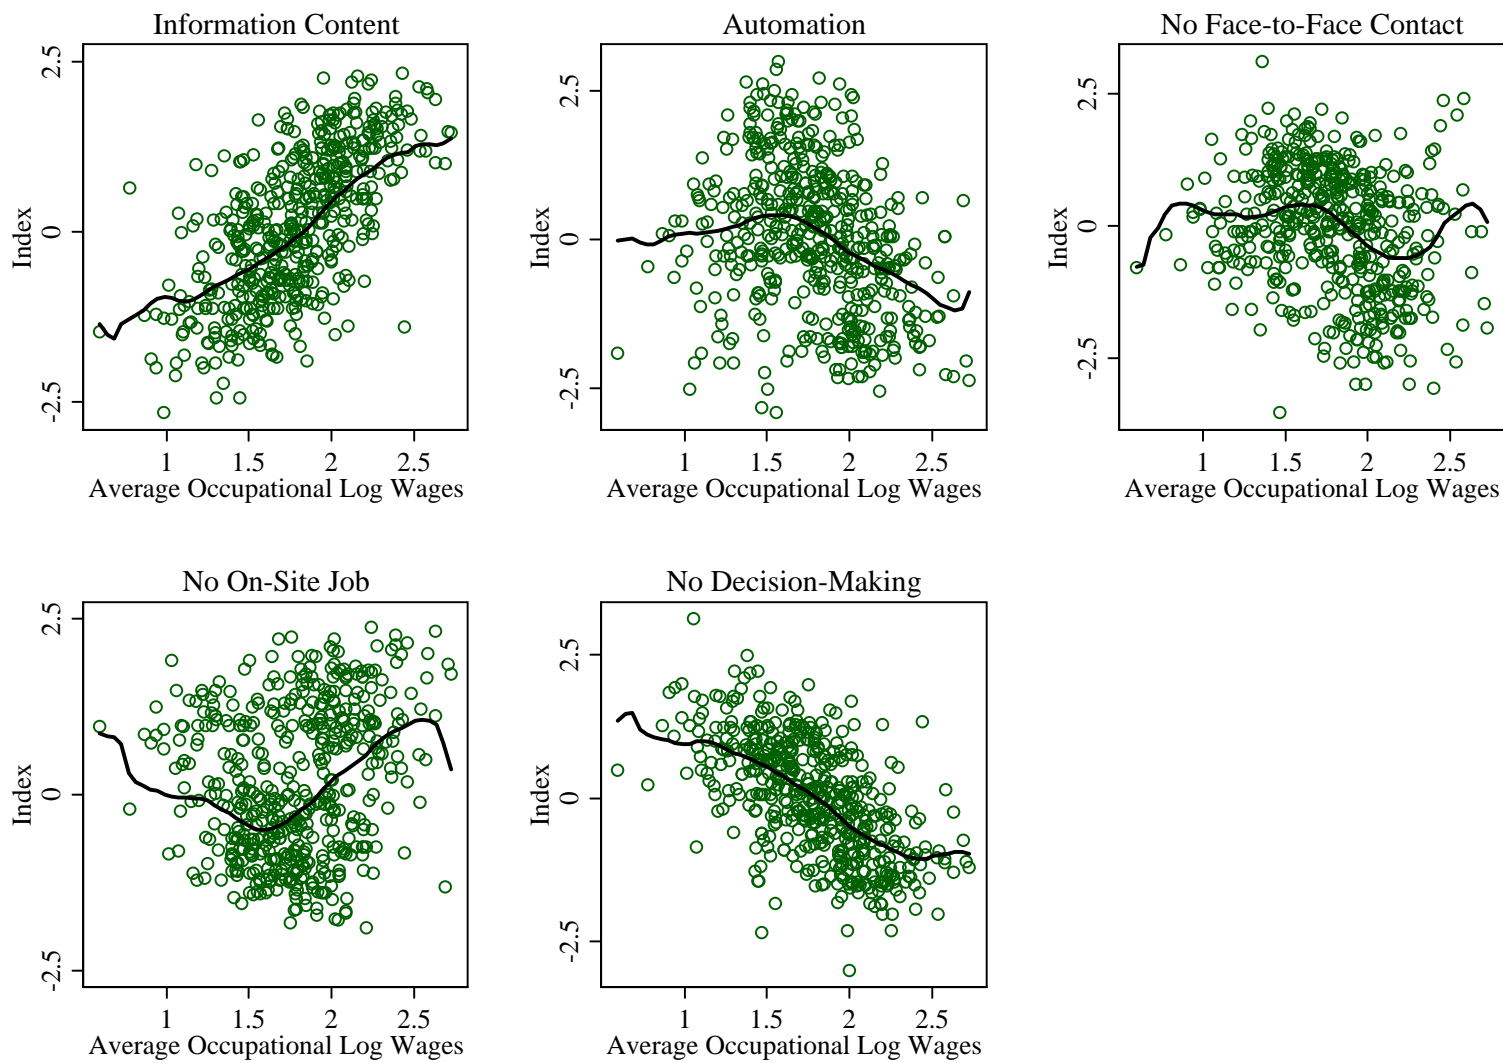 Information Content
Automation
No Face-to-Face Contact
2.5
0
-2.5
Index
1 1.5 2 2.5
Average Occupational Log Wages
2.5
0
-2.5
Index
1 1.5 2 2.5
Average Occupational Log Wages
2.5
0
-2.5
Index
1 1.5 2 2.5
Average Occupational Log Wages
No On-Site Job
No Decision-Making
2.5
0
-2.5
Index
1 1.5 2 2.5
Average Occupational Log Wages
2.5
0
-2.5
Index
1 1.5 2 2.5
Average Occupational Log Wages